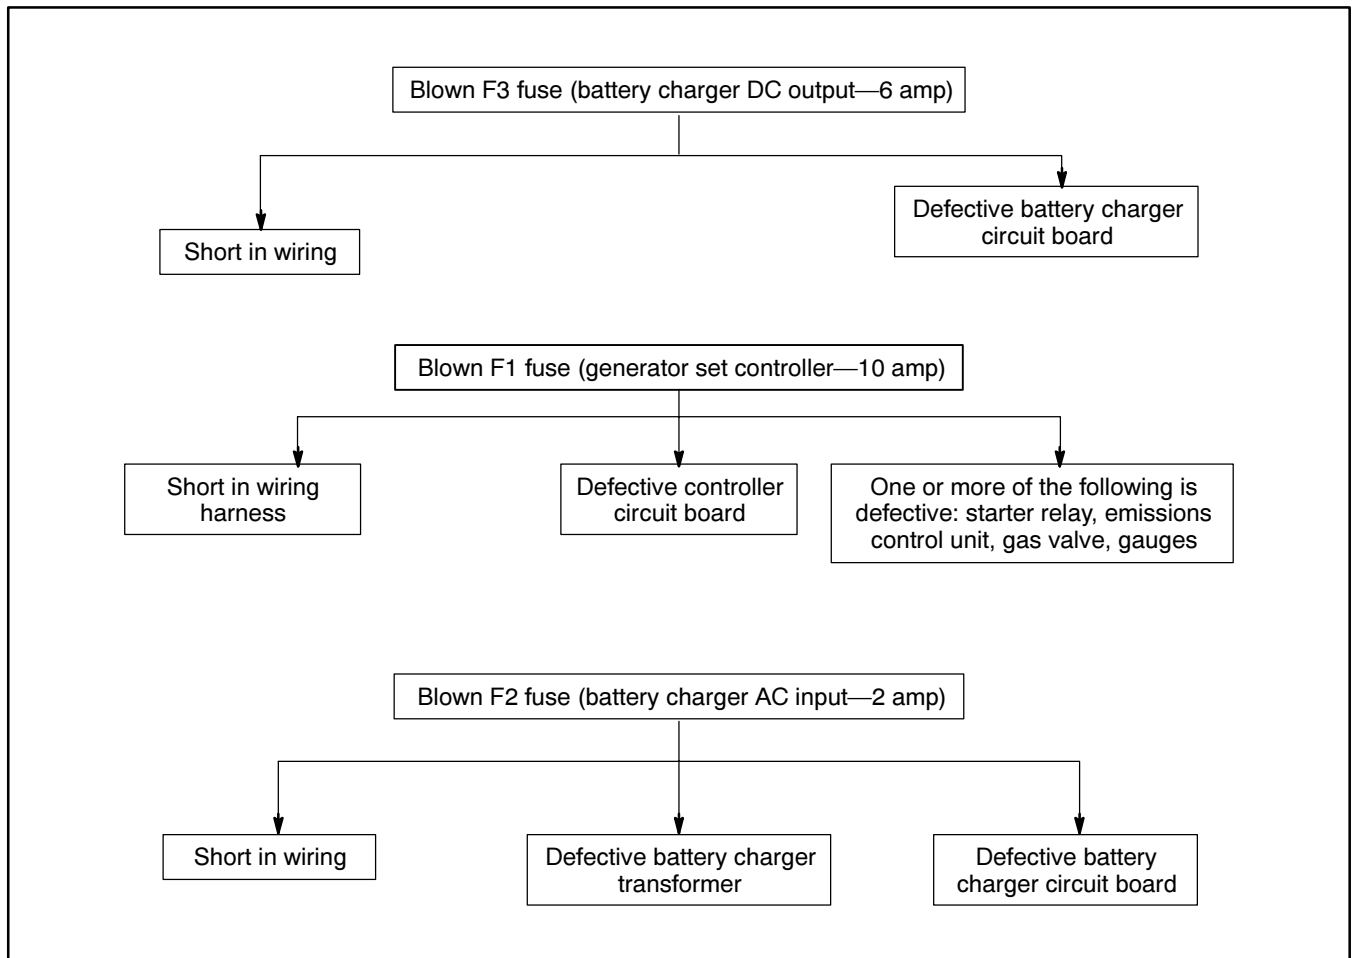 Blown F3 fuse (battery charger DC output—6 amp)
Short in wiring
Defective battery charger
circuit board
Blown F1 fuse (generator set controller—10 amp)
Short in wiring
harness
Defective controller
circuit board
One or more of the following is
defective: starter relay, emissions
control unit, gas valve, gauges
Blown F2 fuse (battery charger AC input—2 amp)
Short in wiring
Defective battery charger
transformer
Defective battery
charger circuit board